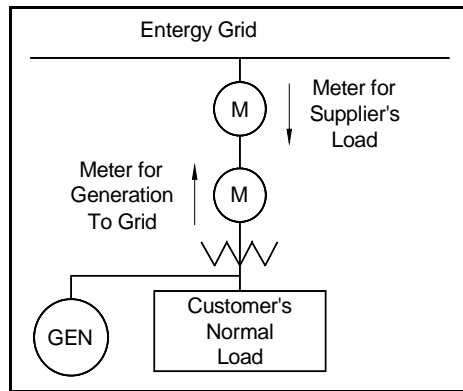 Entergy Grid
M
Meter for
Supplier's
Load
Meter for
Generation
To Grid
M
GEN
Customer's
Normal
Load